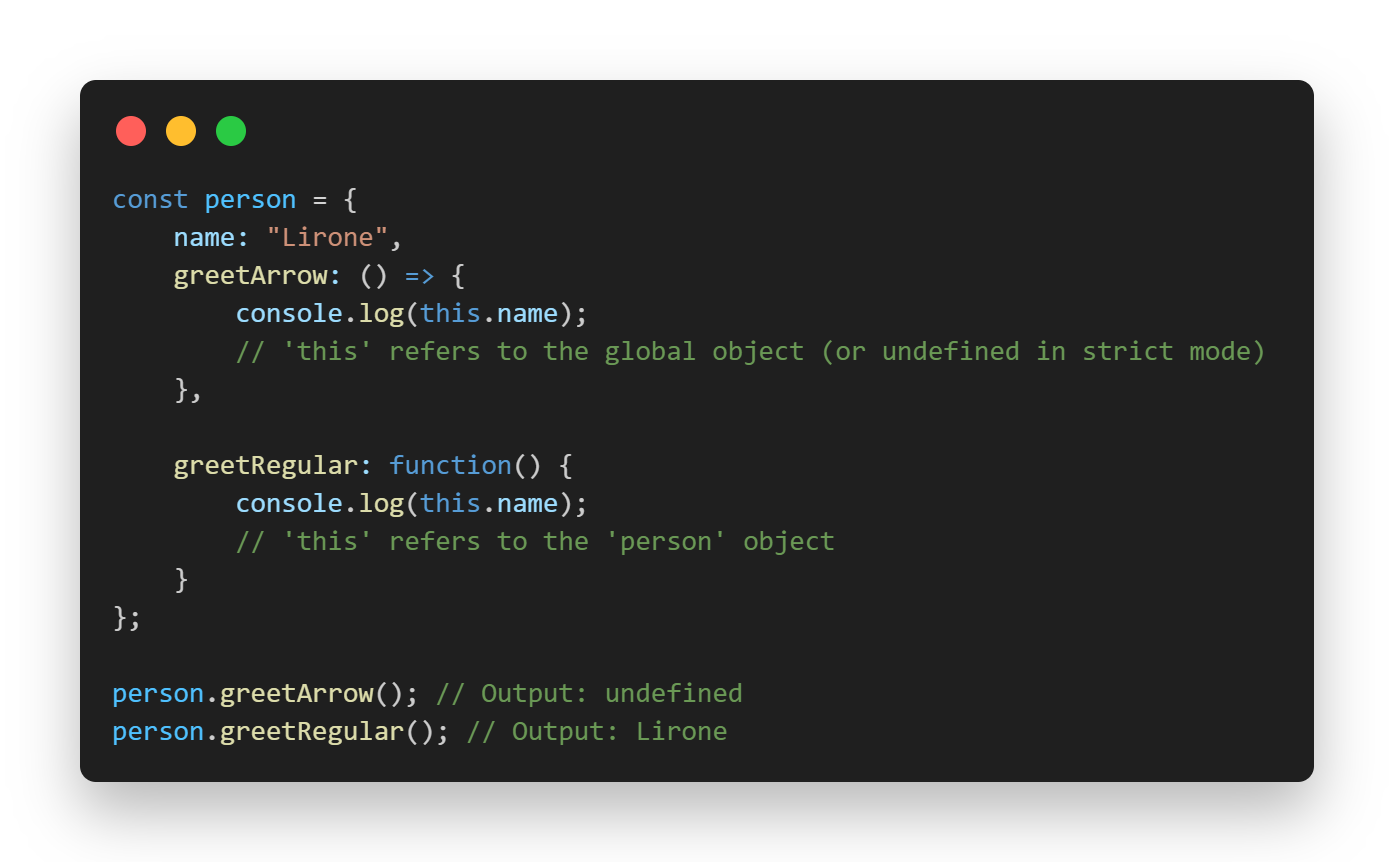 const person = {
    name: "Lirone",
    greetArrow: () => {
        console.log(this.name);
        // 'this' refers to the global object (or undefined in strict mode)
    },

    greetRegular: function() {
        console.log(this.name);
        // 'this' refers to the 'person' object
    }
};

person.greetArrow(); // Output: undefined
person.greetRegular(); // Output: Lirone